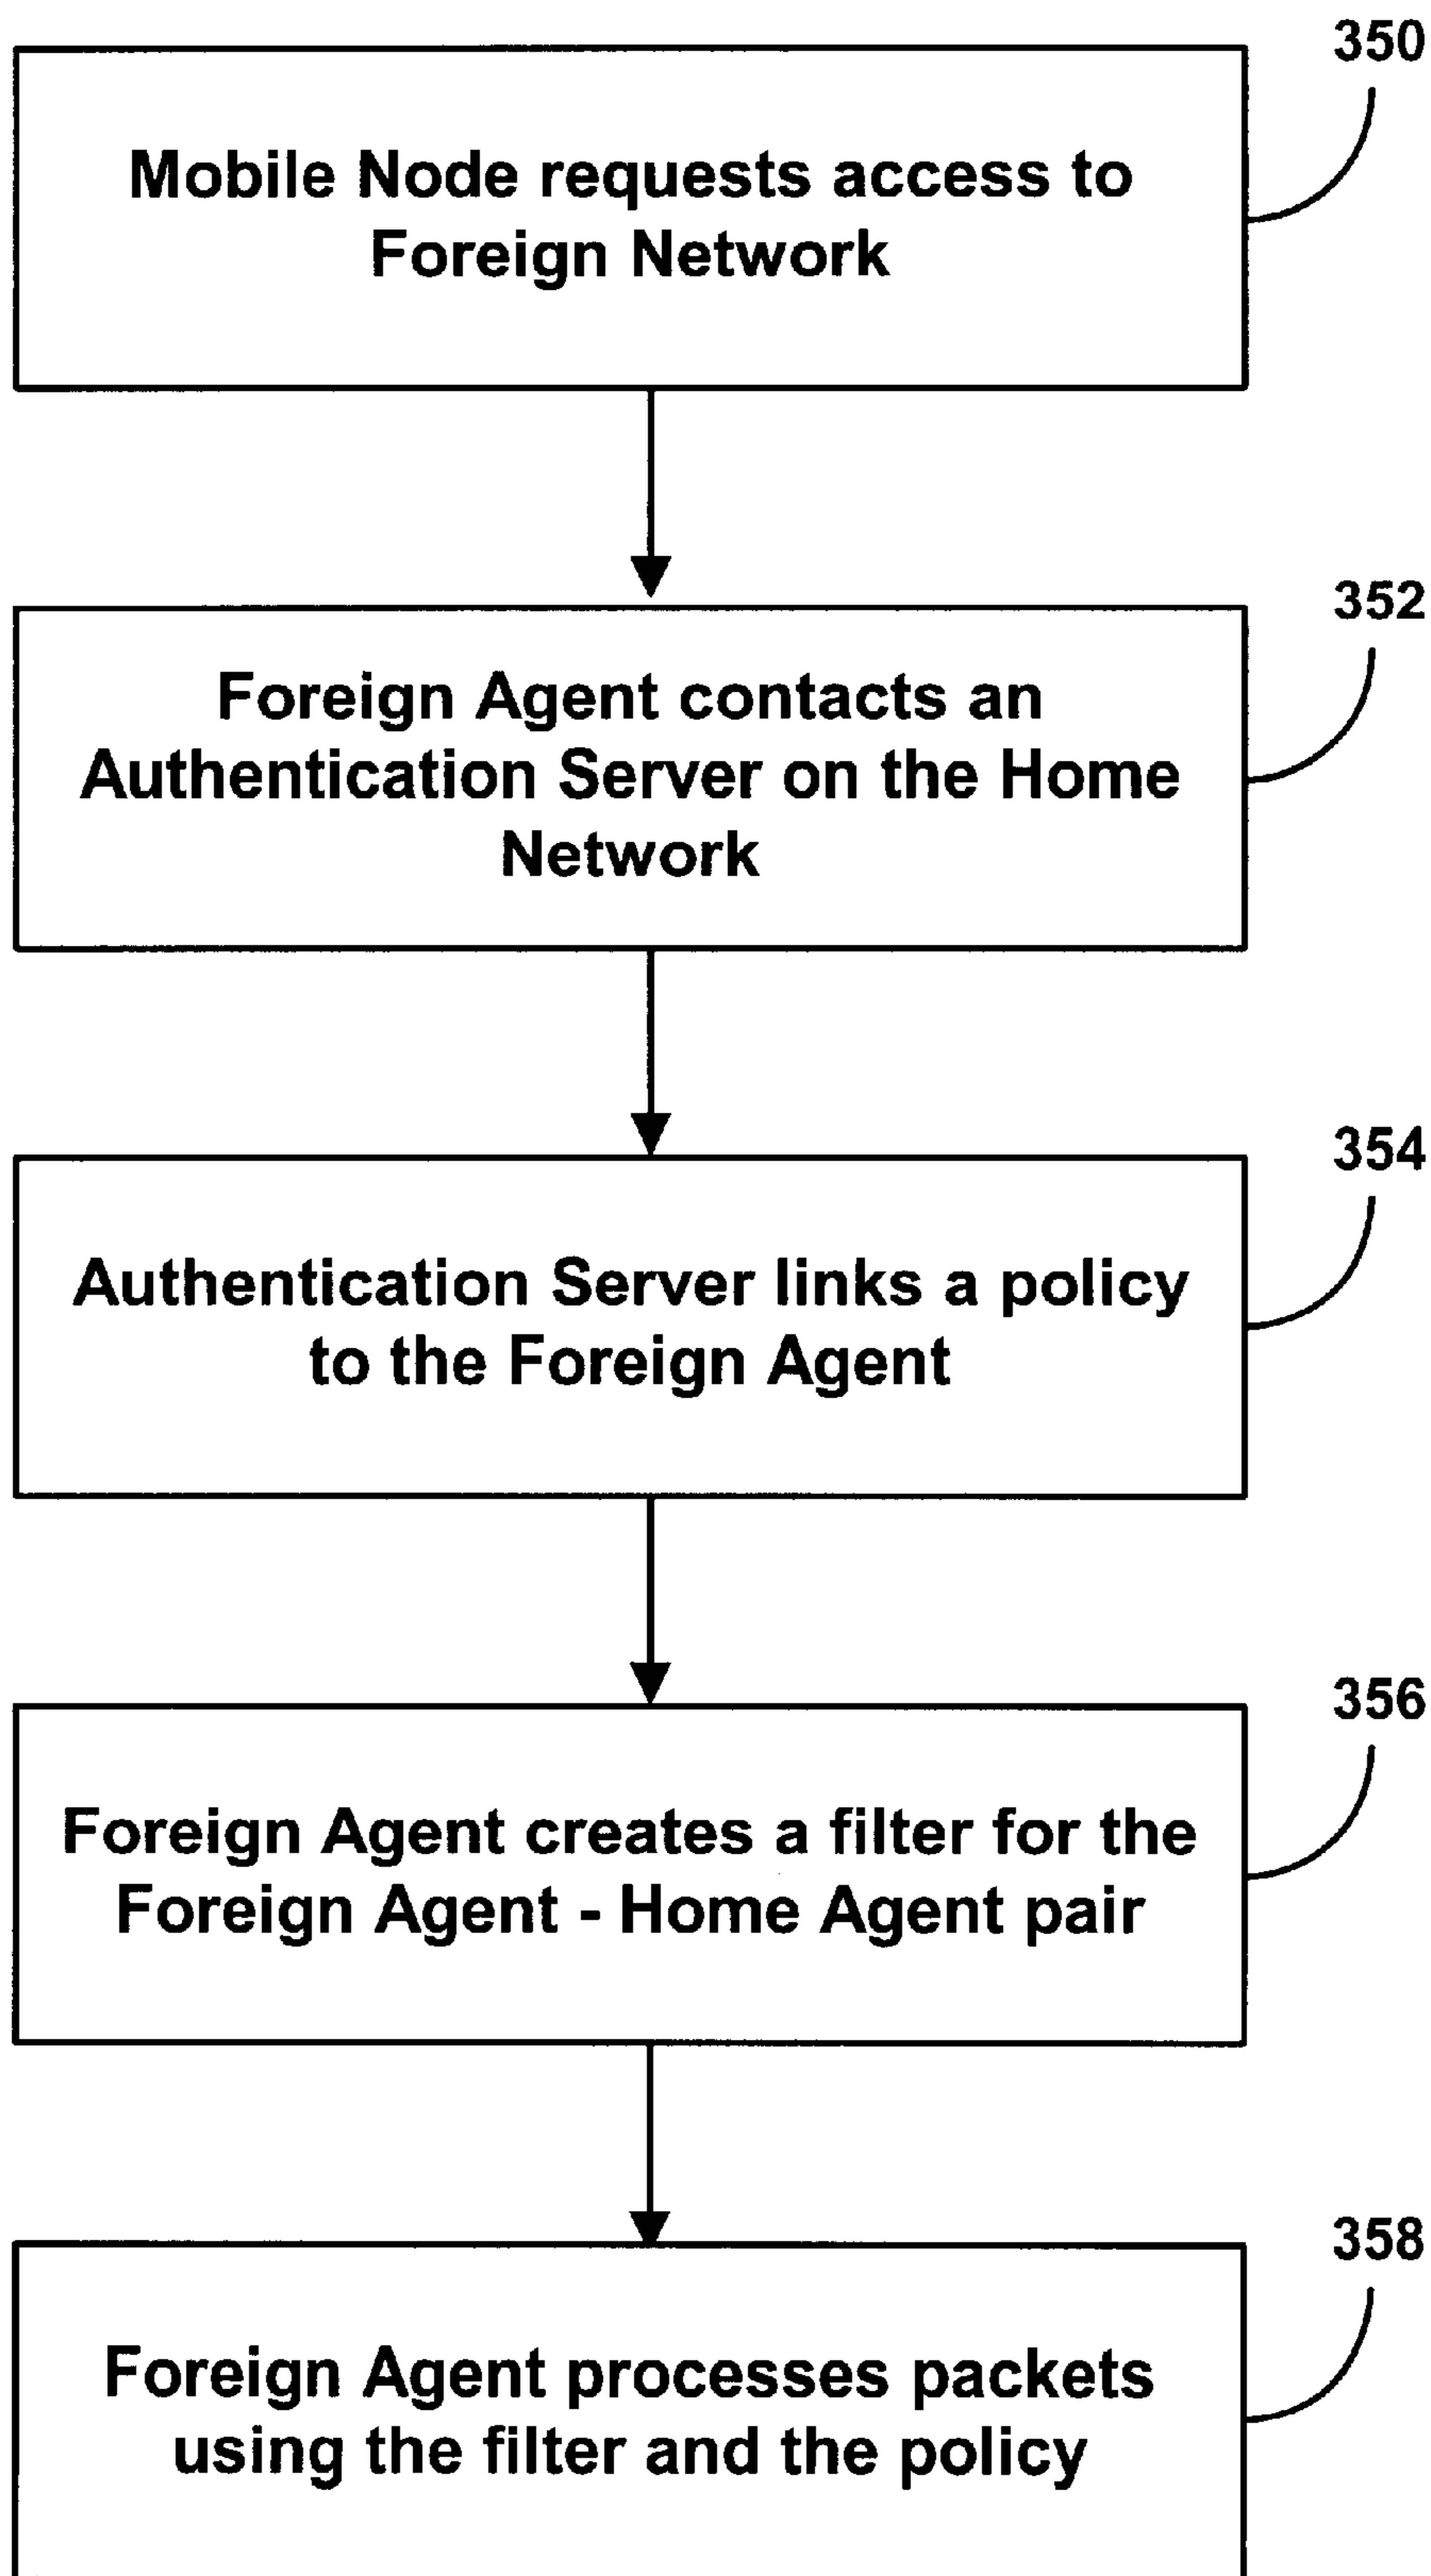 350
Mobile Node requests access to
Foreign Network
352
Foreign Agent contacts an
Authentication Server on the Home
Network
354
Authentication Server links a policy
to the Foreign Agent
356
Foreign Agent creates a filter for the
Foreign Agent - Home Agent pair
358
Foreign Agent processes packets
using the filter and the policy